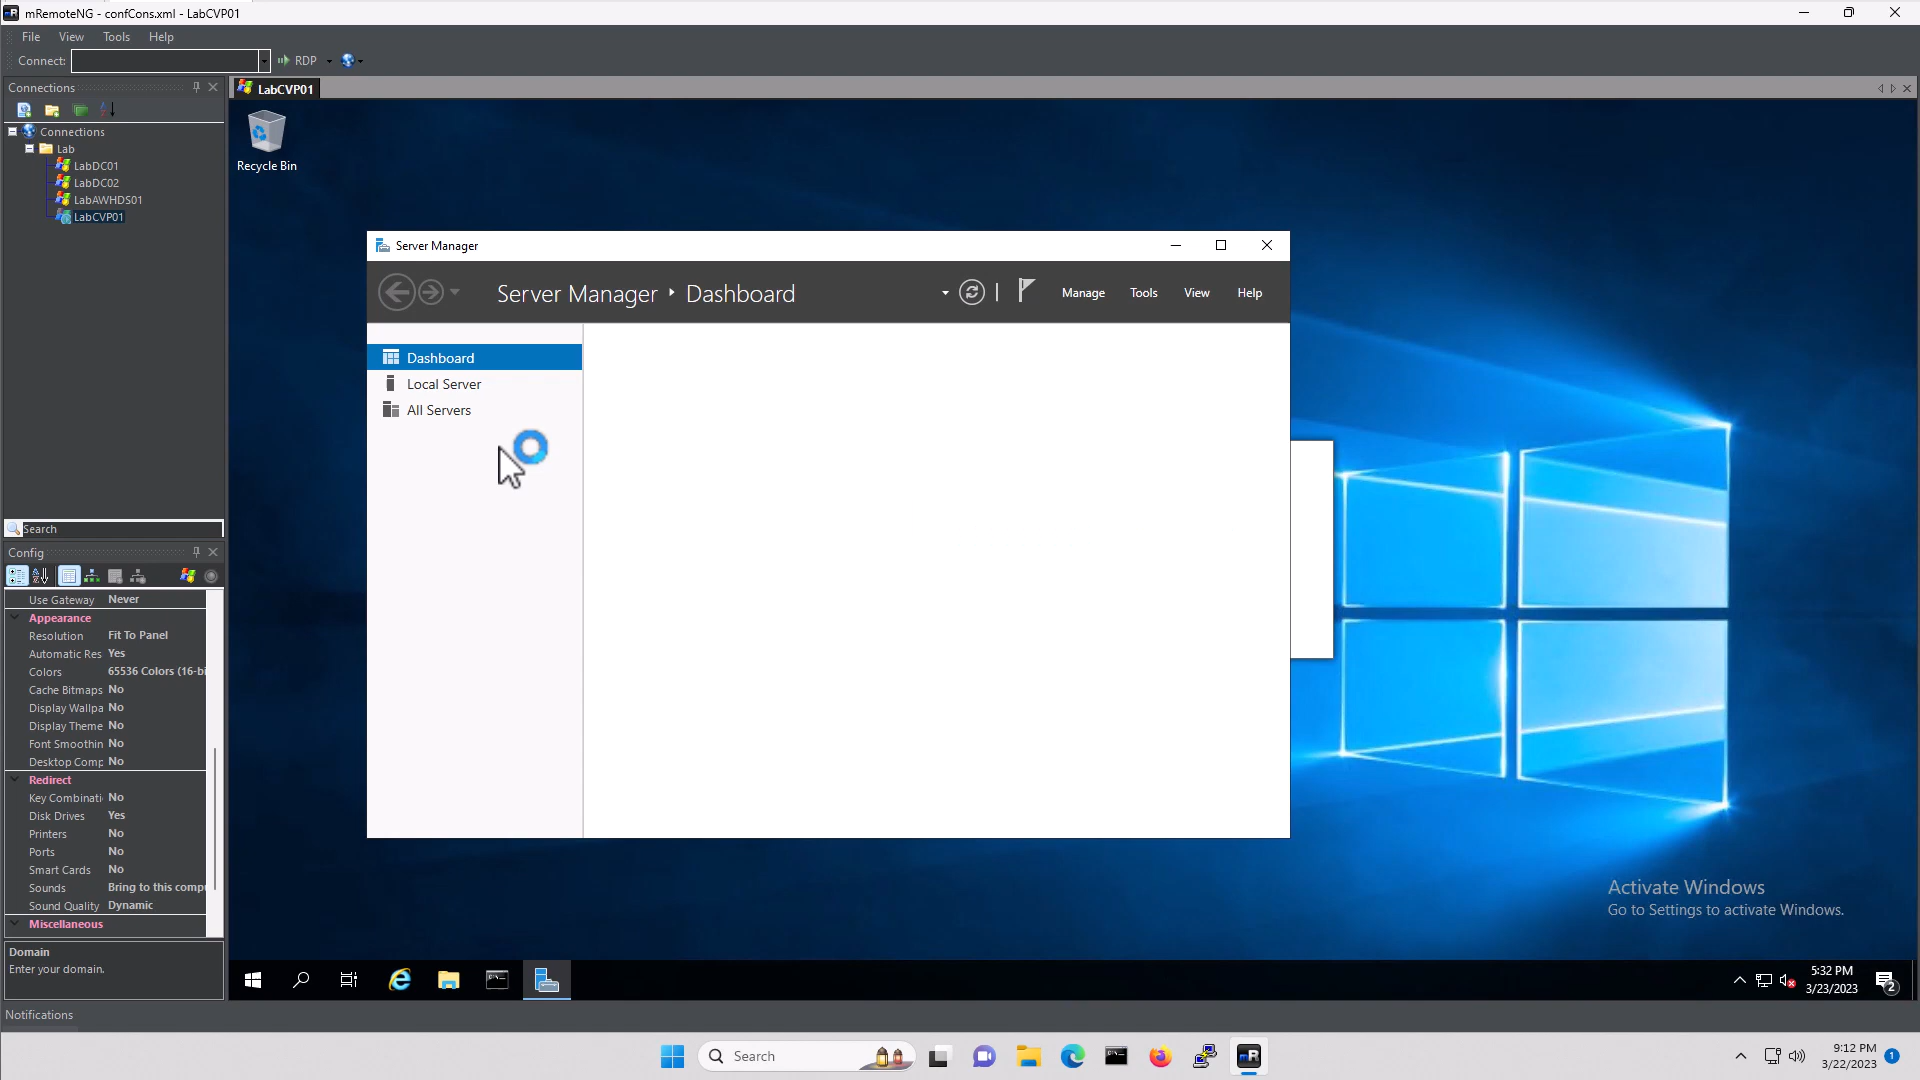 mRemoteNG - confCons.xml - LabCVP01
File View Tools Help
Connect: RDP
Connections
LabCVP01
Connections
Lab
LabDC01
LabDC02
LabAWHDS01
LabCVP01
Search
Config
Use Gateway Never
Appearance
Resolution Fit To Panel
Automatic Res Yes
Colors 65536 Colors (16-bi
Cache Bitmaps No
Display Wallpa No
Display Theme No
Font Smoothin No
Desktop Comp No
Redirect
Key Combinati No
Disk Drives Yes
Printers No
Ports No
Smart Cards No
Sounds Bring to this comp
Sound Quality Dynamic
Miscellaneous
Domain
Enter your domain.
Notifications
Recycle Bin
Server Manager
Server Manager Dashboard
Manage Tools View Help
Dashboard
Local Server
All Servers
Activate Windows
Go to Settings to activate Windows.
5:32 PM
3/23/2023
2
Search
mR
9:12 PM
3/22/2023
1